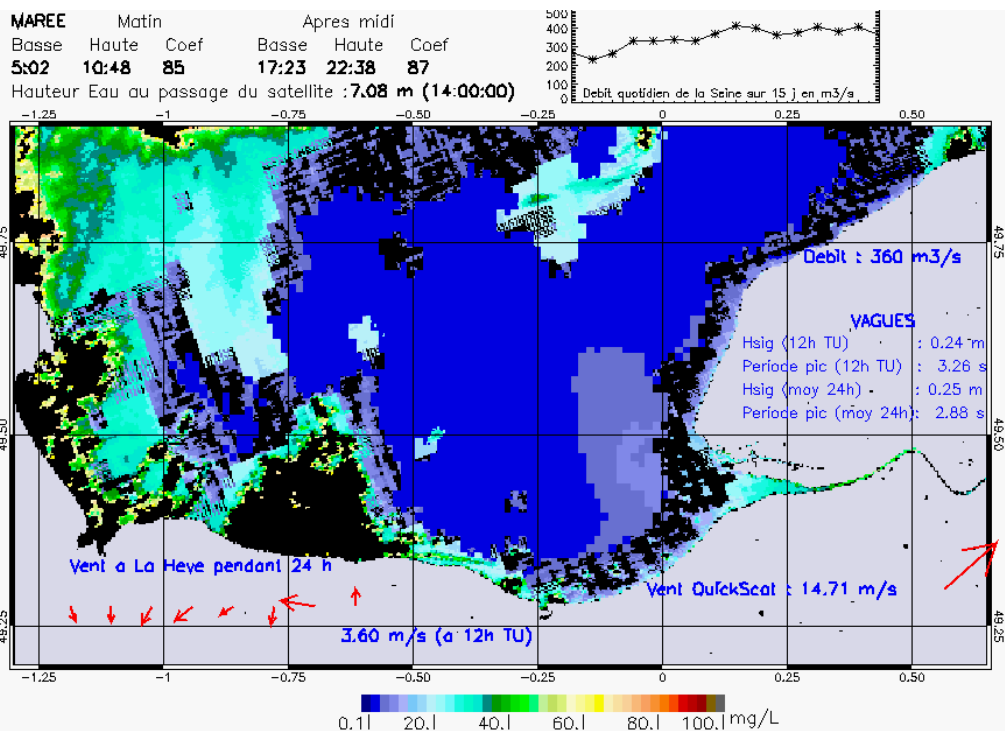 MAREE Matin Apres midi
Basse Haute Coef Basse Haute Coef
5:02 10:48 85 17:23 22:38 87
Hauteur Eau au passage du satellite : 7.08 m (14:00:00)
500
400
300
200
100
0
Debit quotidien de la Seine sur 15 j en m3/s
-1.25 -1 -0.75 -0.50 -0.25 0 0.25 0.50
49.75 49.75
Debit : 360 m3/s
VAGUES
Hsig (12h TU) : 0.24 m
Periode pic (12h TU) : 3.26 s
Hsig (moy 24h) - : 0.25 m
Periode pic (moy 24h): 2.88 s
49.50 49.50
Vent a La Heve pendant 24 h
Vent QuickScat : 14.71 m/s
49.25 49.25
3.60 m/s (a 12h TU)
-1.25 -1 -0.75 -0.50 -0.25 0 0.25 0.50
0.1| 20.| 40.| 60.| 80.| 100.| mg/L